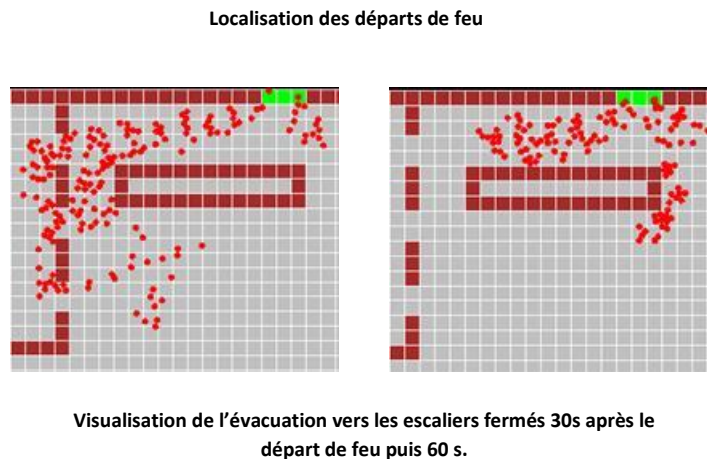 Localisation des départs de feu
Visualisation de l’évacuation vers les escaliers fermés 30s après le
départ de feu puis 60 s.